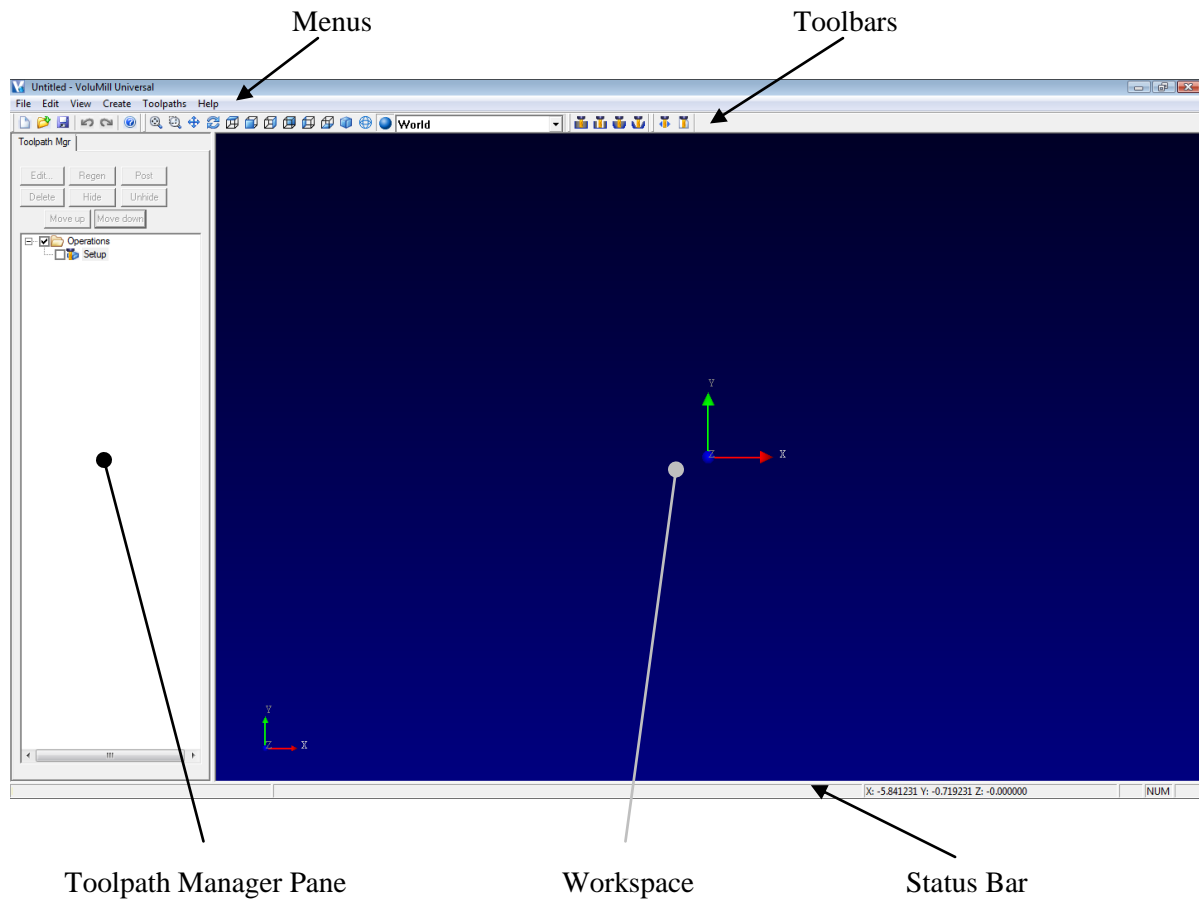 Menus Toolbars
Untitled - VoluMill Universal
File Edit View Create Toolpaths Help
World
Toolpath Mgr
Edit... Regen Post
Delete Hide Unhide
Move up Move down
Operations
Setup
Y
Z X
Y
Z X
X: -5.841231 Y: -0.719231 Z: -0.000000 NUM
Toolpath Manager Pane Workspace Status Bar